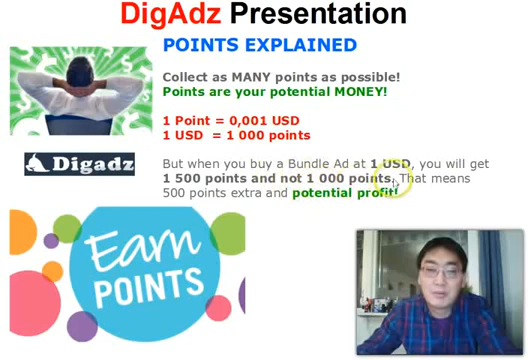 DigAdz Presentation
POINTS EXPLAINED
Collect as MANY points as possible!
Points are your potential MONEY!
1 Point = 0,001 USD
1 USD = 1 000 points
Digadz
But when you buy a Bundle Ad at 1 USD, you will get
1 500 points and not 1 000 points. That means
500 points extra and potential profit!
Earn
POINTS